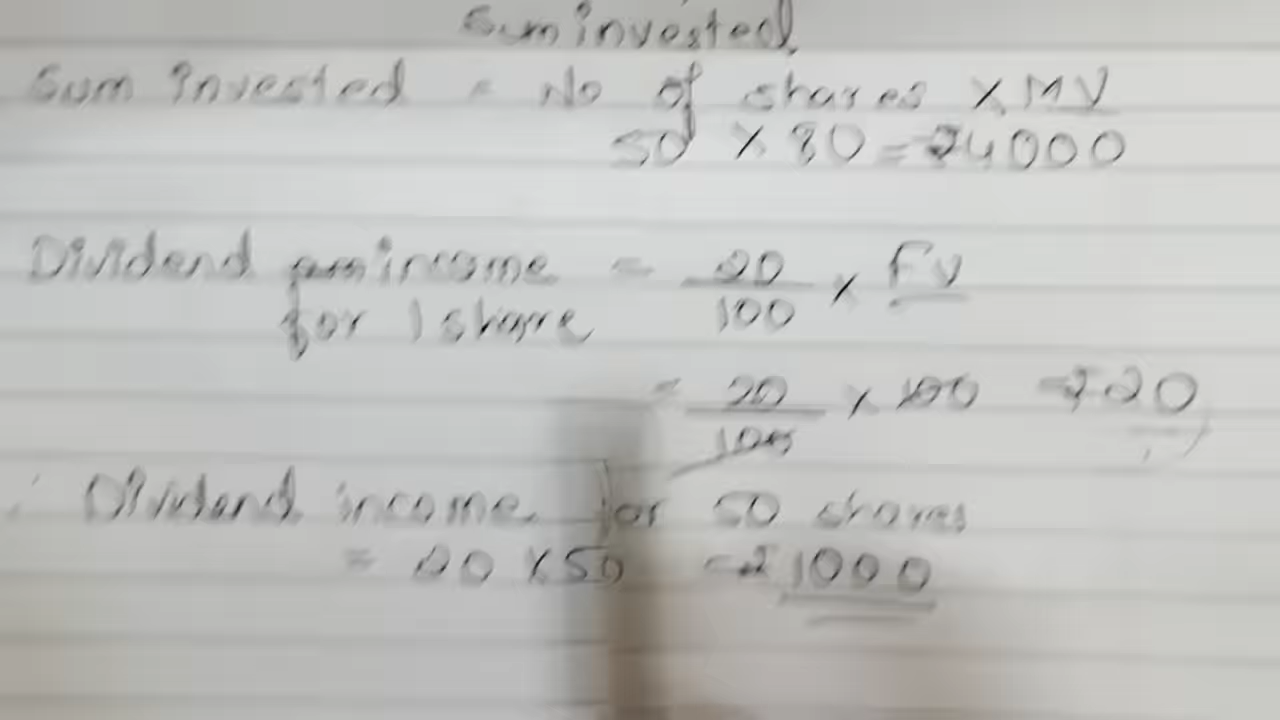 Sum invested
Sum invested = No of shares × MV
50 × 80 = ₹4000
Dividend income = 20/100 × FV
for 1 share
= 20/100 × 100 = ₹20
∴ Dividend income for 50 shares
= 20 × 50 = ₹1000